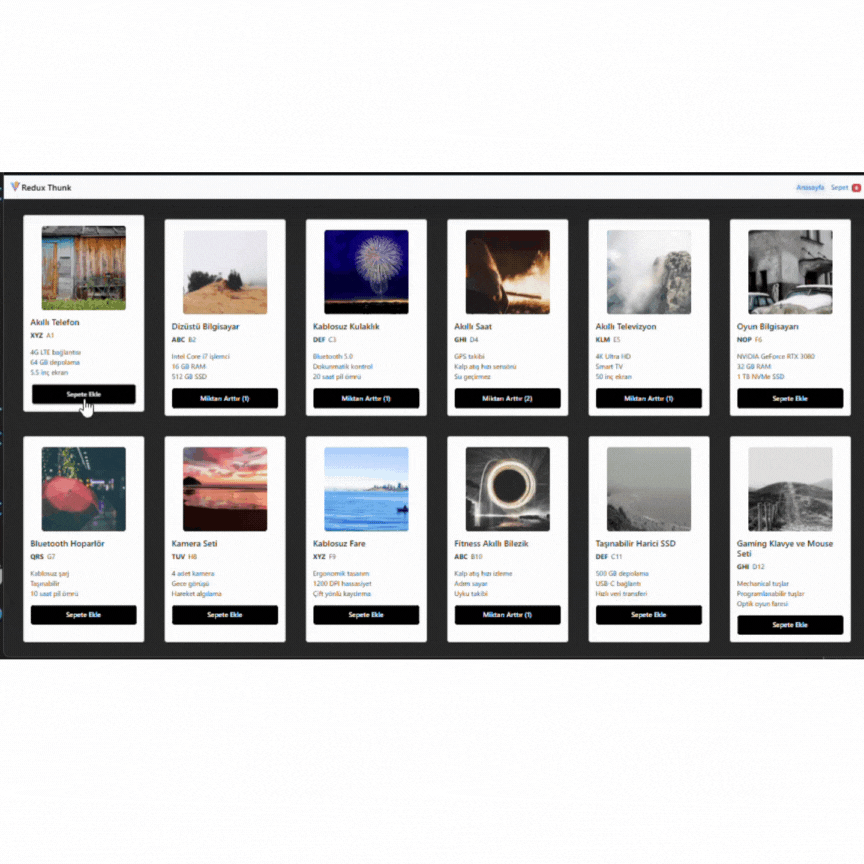 Redux Thunk
Anasayfa Sepet
Akıllı Telefon
XYZ A1
4G LTE bağlantısı
64 GB depolama
5.5 inç ekran
Sepete Ekle
Dizüstü Bilgisayar
ABC B2
Intel Core i7 işlemci
16 GB RAM
512 GB SSD
Miktarı Arttır (1)
Kablosuz Kulaklık
DEF C3
Bluetooth 5.0
Dokunmatik kontrol
20 saat pil ömrü
Miktarı Arttır (1)
Akıllı Saat
GHI D4
GPS takibi
Kalp atış hızı sensörü
Su geçirmez
Miktarı Arttır (2)
Akıllı Televizyon
KLM E5
4K Ultra HD
Smart TV
50 inç ekran
Miktarı Arttır (1)
Oyun Bilgisayarı
NOP F6
NVIDIA GeForce RTX 3080
32 GB RAM
1 TB NVMe SSD
Sepete Ekle
Bluetooth Hoparlör
QRS G7
Kablosuz şarj
Taşınabilir
10 saat pil ömrü
Sepete Ekle
Kamera Seti
TUV H8
4 adet kamera
Gece görüşü
Hareket algılama
Sepete Ekle
Kablosuz Fare
XYZ F9
Ergonomik tasarım
1200 DPI hassasiyet
Çift yönlü kaydırma
Sepete Ekle
Fitness Akıllı Bilezik
ABC B10
Kalp atış hızı izleme
Adım sayar
Uyku takibi
Miktarı Arttır (1)
Taşınabilir Harici SSD
DEF C11
500 GB depolama
USB-C bağlantı
Hızlı veri transferi
Sepete Ekle
Gaming Klavye ve Mouse
Seti
GHI D12
Mechanical tuşlar
Programlanabilir tuşlar
Optik oyun faresi
Sepete Ekle